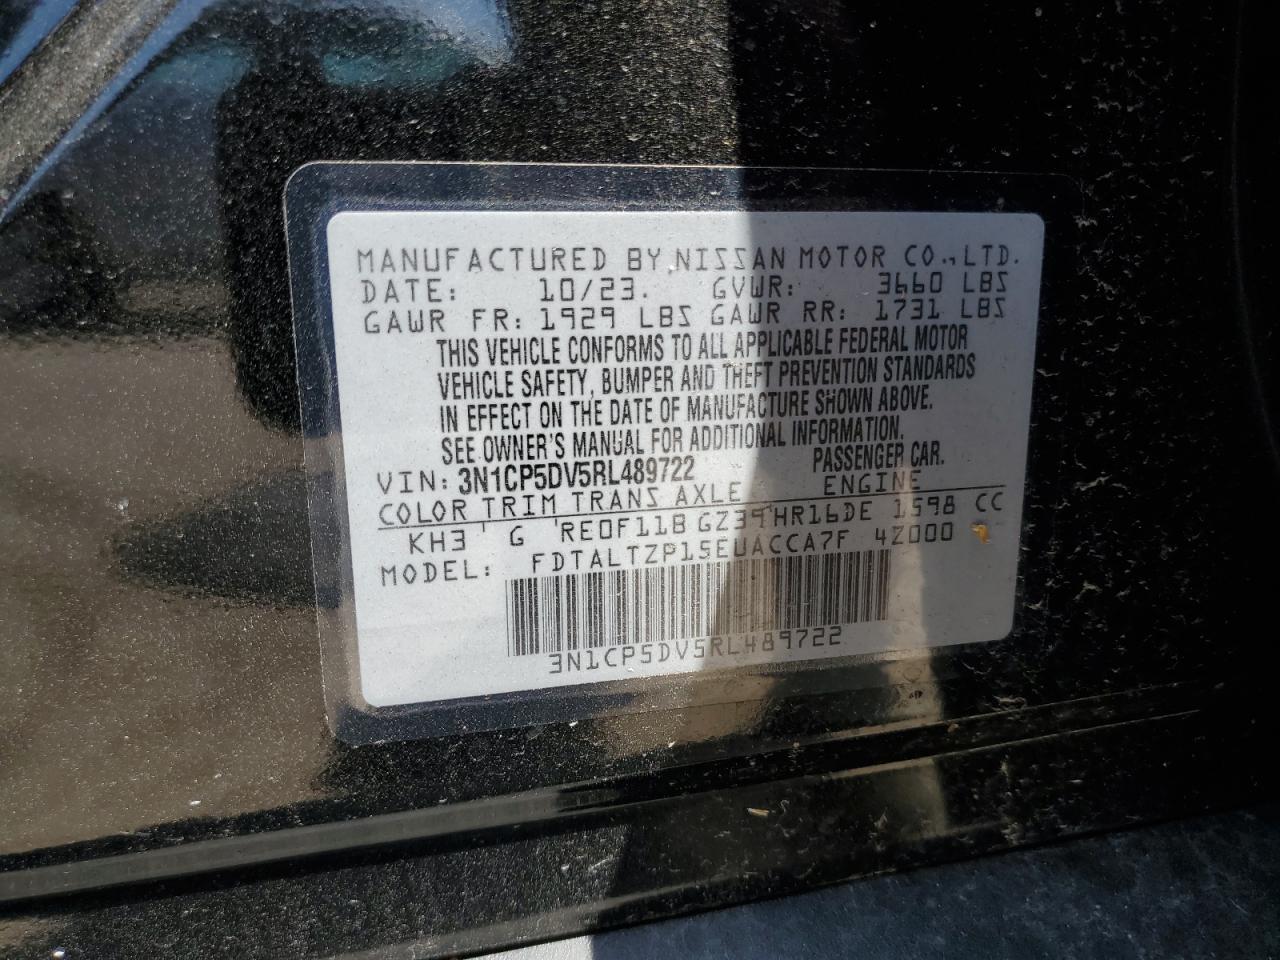 MANUFACTURED BY NISSAN MOTOR CO., LTD.
DATE: 10/23. GVWR: 3660 LBS
GAWR FR: 1929 LBS GAWR RR: 1731 LBS
THIS VEHICLE CONFORMS TO ALL APPLICABLE FEDERAL MOTOR
VEHICLE SAFETY, BUMPER AND THEFT PREVENTION STANDARDS
IN EFFECT ON THE DATE OF MANUFACTURE SHOWN ABOVE.
SEE OWNER'S MANUAL FOR ADDITIONAL INFORMATION.
VIN: 3N1CP5DV5RL489722 PASSENGER CAR.
COLOR TRIM TRANS AXLE ENGINE
KH3 G RE0F11B GZ39 HR16DE 1598 CC
MODEL: FDTALTZP15EUACCA7F 4Z000
3N1CP5DV5RL489722